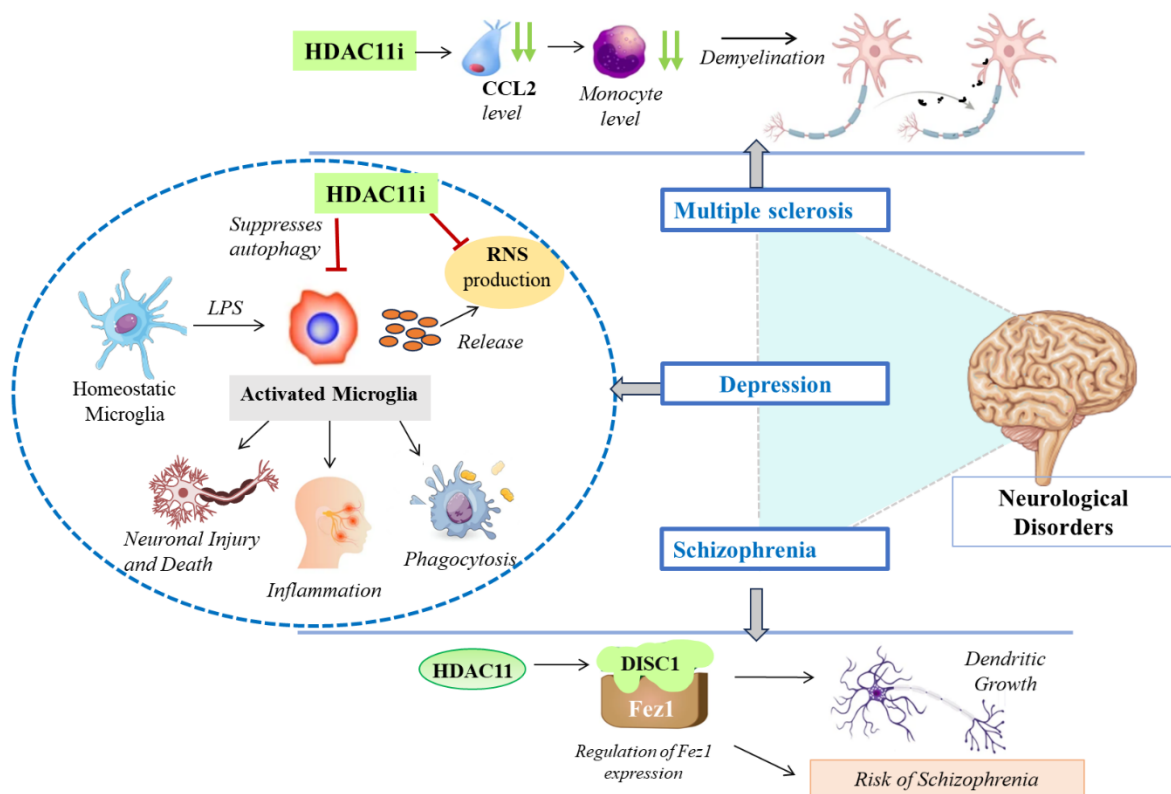 HDAC11i
CCL2
level
Monocyte
level
Demyelination
Multiple sclerosis
HDAC11i
Suppresses
autophagy
RNS
production
LPS
Release
Homeostatic
Microglia
Activated Microglia
Neuronal Injury
and Death
Inflammation
Phagocytosis
Depression
Schizophrenia
Neurological
Disorders
HDAC11
DISC1
Fez1
Regulation of Fez1
expression
Dendritic
Growth
Risk of Schizophrenia